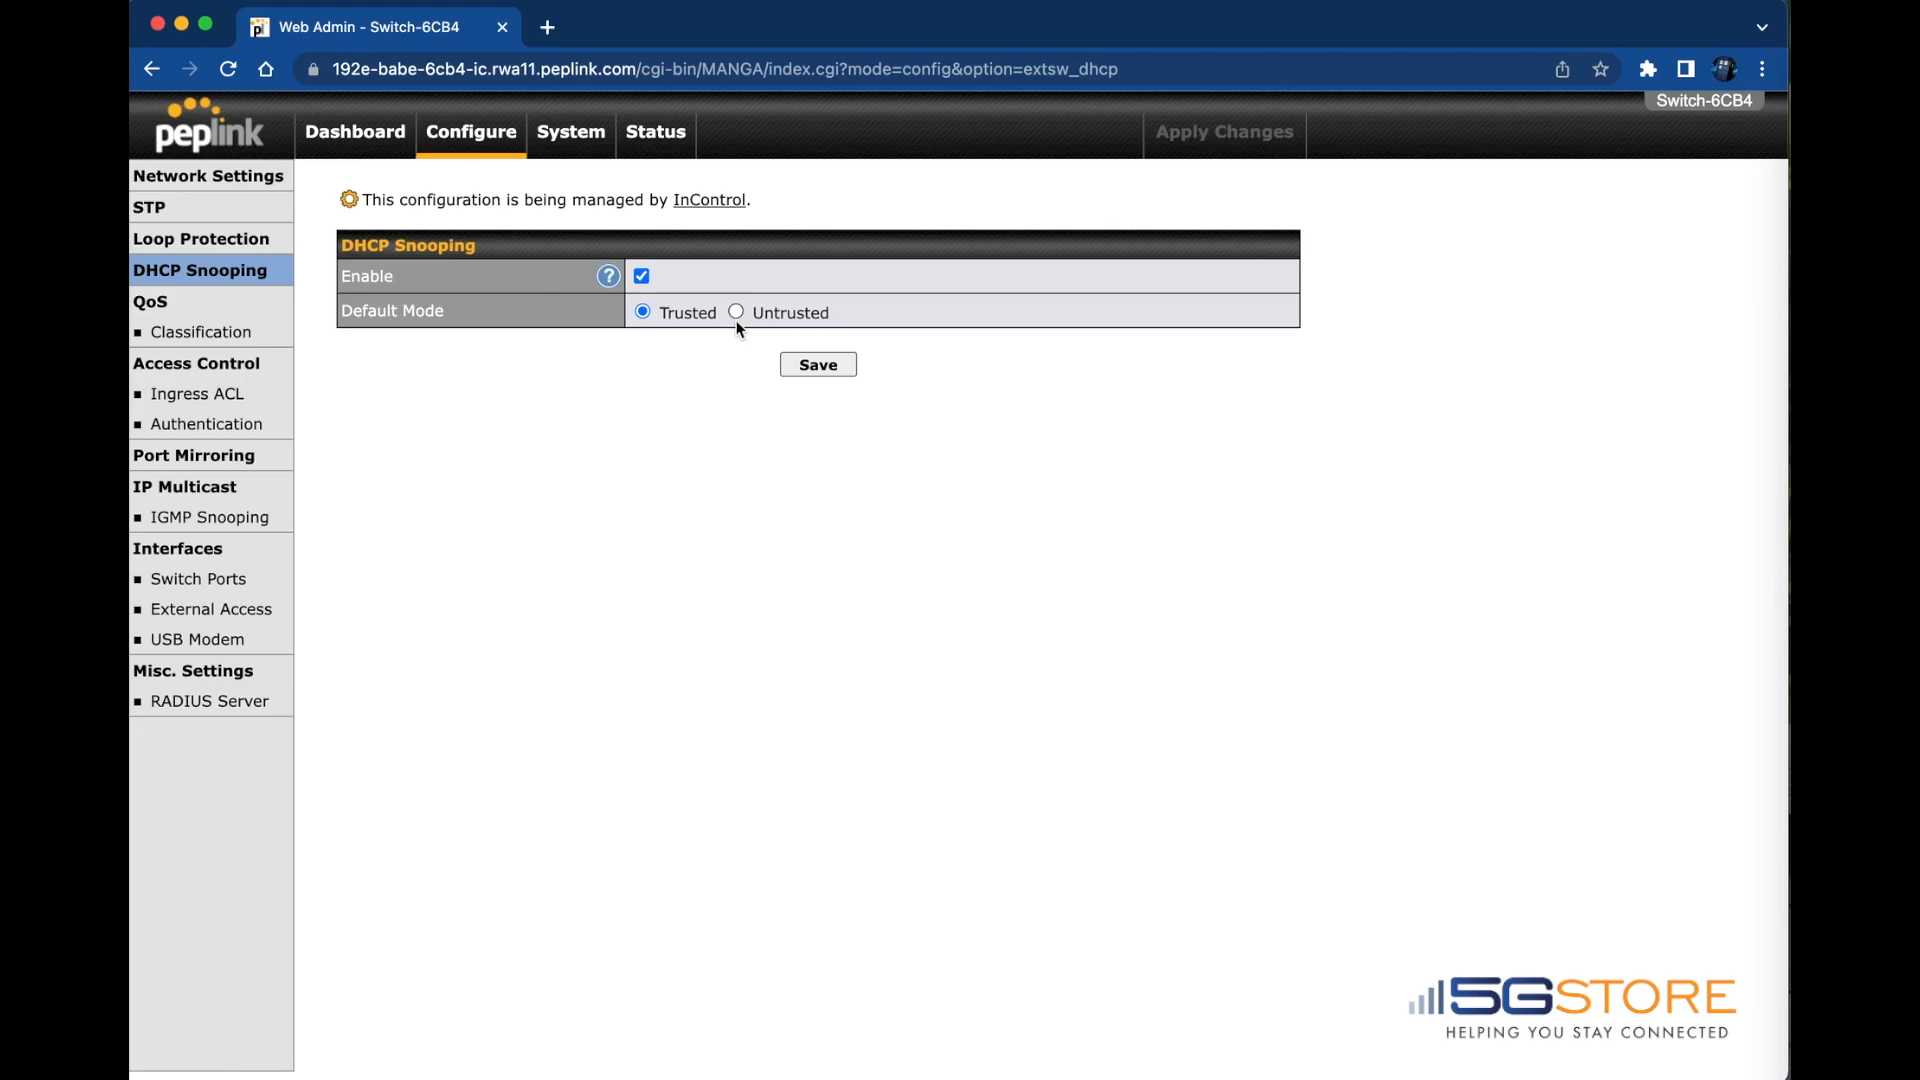 Web Admin - Switch-6CB4
192e-babe-6cb4-ic.rwa11.peplink.com/cgi-bin/MANGA/index.cgi?mode=config&option=extsw_dhcp
Switch-6CB4
peplink
Dashboard
Configure
System
Status
Apply Changes
Network Settings
STP
Loop Protection
DHCP Snooping
QoS
Classification
Access Control
Ingress ACL
Authentication
Port Mirroring
IP Multicast
IGMP Snooping
Interfaces
Switch Ports
External Access
USB Modem
Misc. Settings
RADIUS Server
This configuration is being managed by InControl.
DHCP Snooping
Enable ?
Default Mode Trusted Untrusted
Save
5GSTORE
HELPING YOU STAY CONNECTED